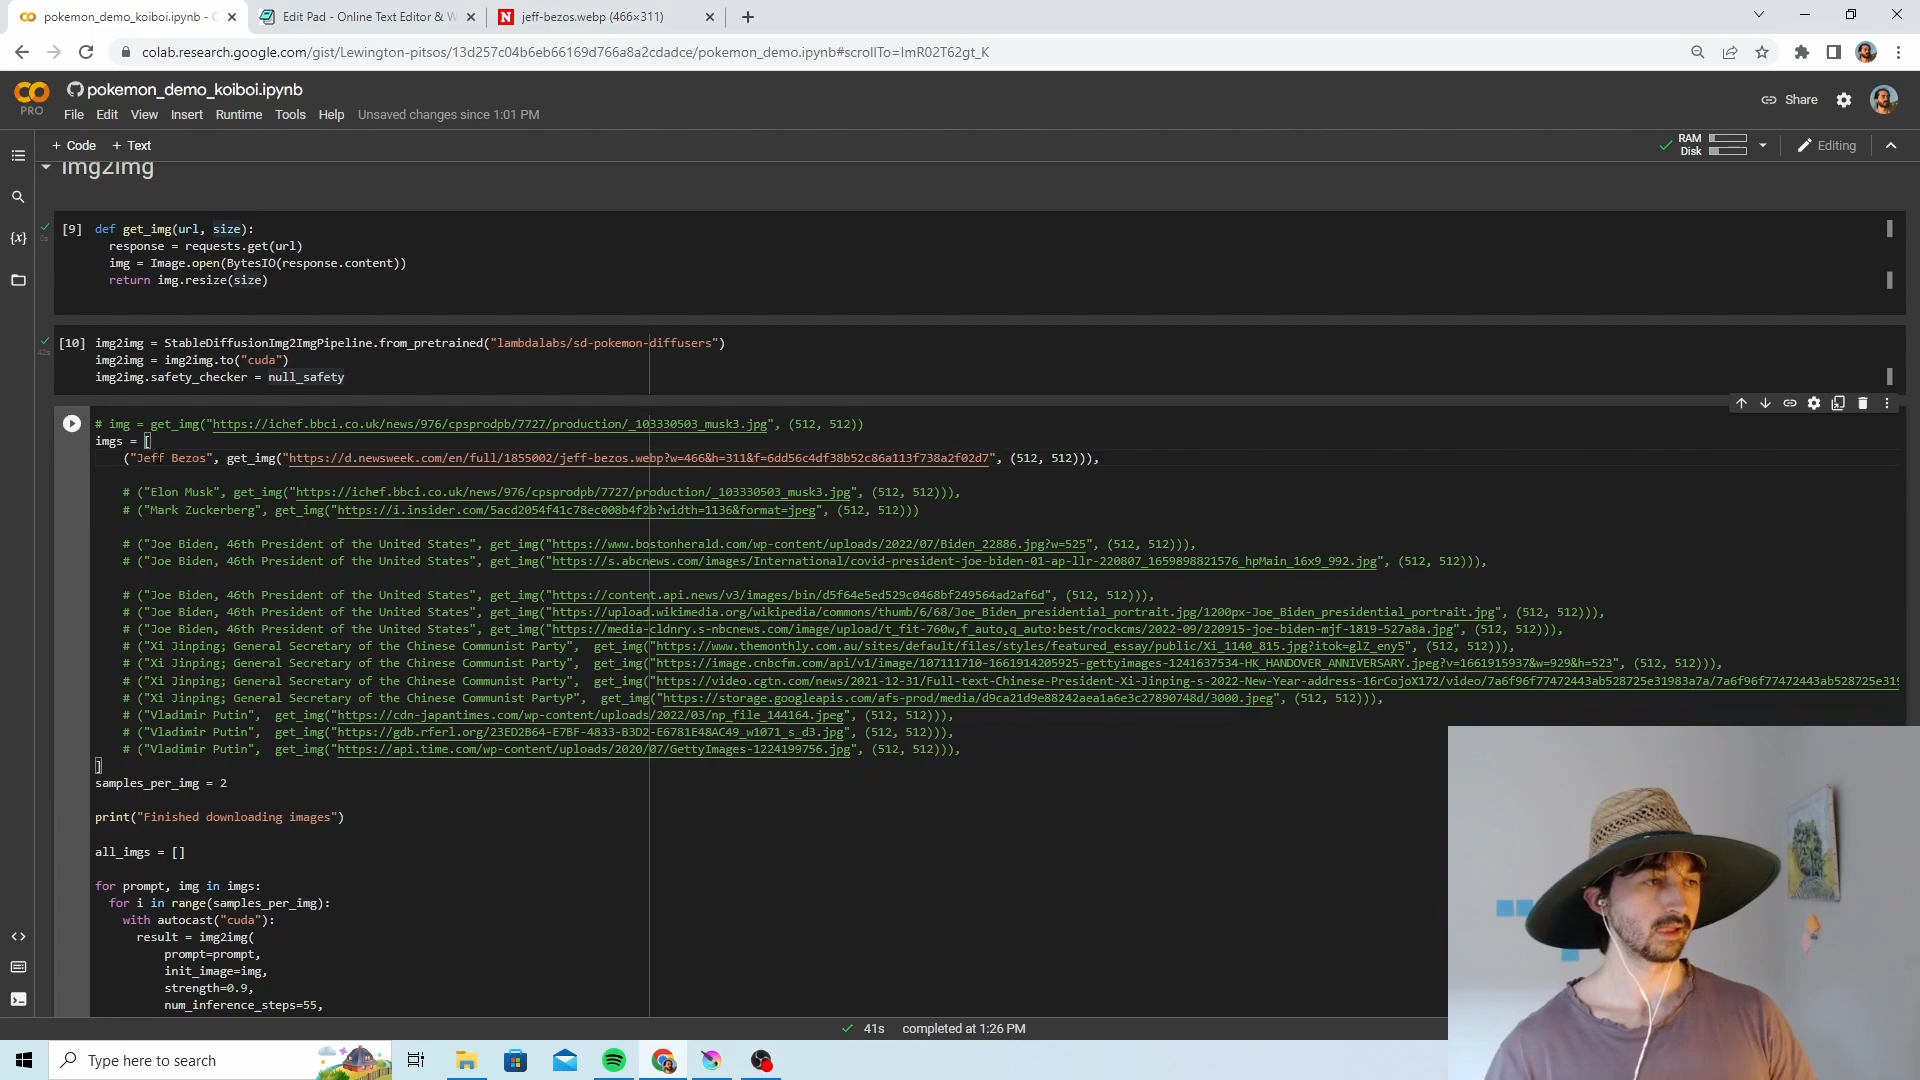 pokemon_demo_koiboi.ipynb - C
Edit Pad - Online Text Editor & W
N
jeff-bezos.webp (466×311)
colab.research.google.com/gist/Lewington-pitsos/13d257c04b6eb66169d766a8a2cdadce/pokemon_demo.ipynb#scrollTo=ImR02T62gt_K
PRO
pokemon_demo_koiboi.ipynb
File Edit View Insert Runtime Tools Help Unsaved changes since 1:01 PM
Share
+ Code + Text
RAM
Disk
Editing
img2img
[9] def get_img(url, size):
response = requests.get(url)
img = Image.open(BytesIO(response.content))
return img.resize(size)
0s
[10] img2img = StableDiffusionImg2ImgPipeline.from_pretrained("lambdalabs/sd-pokemon-diffusers")
42s
img2img = img2img.to("cuda")
img2img.safety_checker = null_safety
# img = get_img("https://ichef.bbci.co.uk/news/976/cpsprodpb/7727/production/_103330503_musk3.jpg", (512, 512))
imgs = [
("Jeff Bezos", get_img("https://d.newsweek.com/en/full/1855002/jeff-bezos.webp?w=466&h=311&f=6dd56c4df38b52c86a113f738a2f02d7", (512, 512))),
# ("Elon Musk", get_img("https://ichef.bbci.co.uk/news/976/cpsprodpb/7727/production/_103330503_musk3.jpg", (512, 512))),
# ("Mark Zuckerberg", get_img("https://i.insider.com/5acd2054f41c78ec008b4f2b?width=1136&format=jpeg", (512, 512)))
# ("Joe Biden, 46th President of the United States", get_img("https://www.bostonherald.com/wp-content/uploads/2022/07/Biden_22886.jpg?w=525", (512, 512))),
# ("Joe Biden, 46th President of the United States", get_img("https://s.abcnews.com/images/International/covid-president-joe-biden-01-ap-llr-220807_1659898821576_hpMain_16x9_992.jpg", (512, 512))),
# ("Joe Biden, 46th President of the United States", get_img("https://content.api.news/v3/images/bin/d5f64e5ed529c0468bf249564ad2af6d", (512, 512))),
# ("Joe Biden, 46th President of the United States", get_img("https://upload.wikimedia.org/wikipedia/commons/thumb/6/68/Joe_Biden_presidential_portrait.jpg/1200px-Joe_Biden_presidential_portrait.jpg", (512, 512))),
# ("Joe Biden, 46th President of the United States", get_img("https://media-cldnry.s-nbcnews.com/image/upload/t_fit-760w,f_auto,q_auto:best/rockcms/2022-09/220915-joe-biden-mjf-1819-527a8a.jpg", (512, 512))),
# ("Xi Jinping; General Secretary of the Chinese Communist Party", get_img("https://www.themonthly.com.au/sites/default/files/styles/featured_essay/public/Xi_1140_815.jpg?itok=glZ_eny5", (512, 512))),
# ("Xi Jinping; General Secretary of the Chinese Communist Party", get_img("https://image.cnbcfm.com/api/v1/image/107111710-1661914205925-gettyimages-1241637534-HK_HANDOVER_ANNIVERSARY.jpeg?v=1661915937&w=929&h=523", (512, 512))),
# ("Xi Jinping; General Secretary of the Chinese Communist Party", get_img("https://video.cgtn.com/news/2021-12-31/Full-text-Chinese-President-Xi-Jinping-s-2022-New-Year-address-16rCojoX172/video/7a6f96f77472443ab528725e31983a7a/7a6f96f77472443ab528725e319
# ("Xi Jinping; General Secretary of the Chinese Communist PartyP", get_img("https://storage.googleapis.com/afs-prod/media/d9ca21d9e88242aea1a6e3c27890748d/3000.jpeg", (512, 512))),
# ("Vladimir Putin", get_img("https://cdn-japantimes.com/wp-content/uploads/2022/03/np_file_144164.jpeg", (512, 512))),
# ("Vladimir Putin", get_img("https://gdb.rferl.org/23ED2B64-E7BF-4833-B3D2-E6781E48AC49_w1071_s_d3.jpg", (512, 512))),
# ("Vladimir Putin", get_img("https://api.time.com/wp-content/uploads/2020/07/GettyImages-1224199756.jpg", (512, 512))),
]
samples_per_img = 2
print("Finished downloading images")
all_imgs = []
for prompt, img in imgs:
for i in range(samples_per_img):
with autocast("cuda"):
result = img2img(
prompt=prompt,
init_image=img,
strength=0.9,
num_inference_steps=55,
41s completed at 1:26 PM
Type here to search